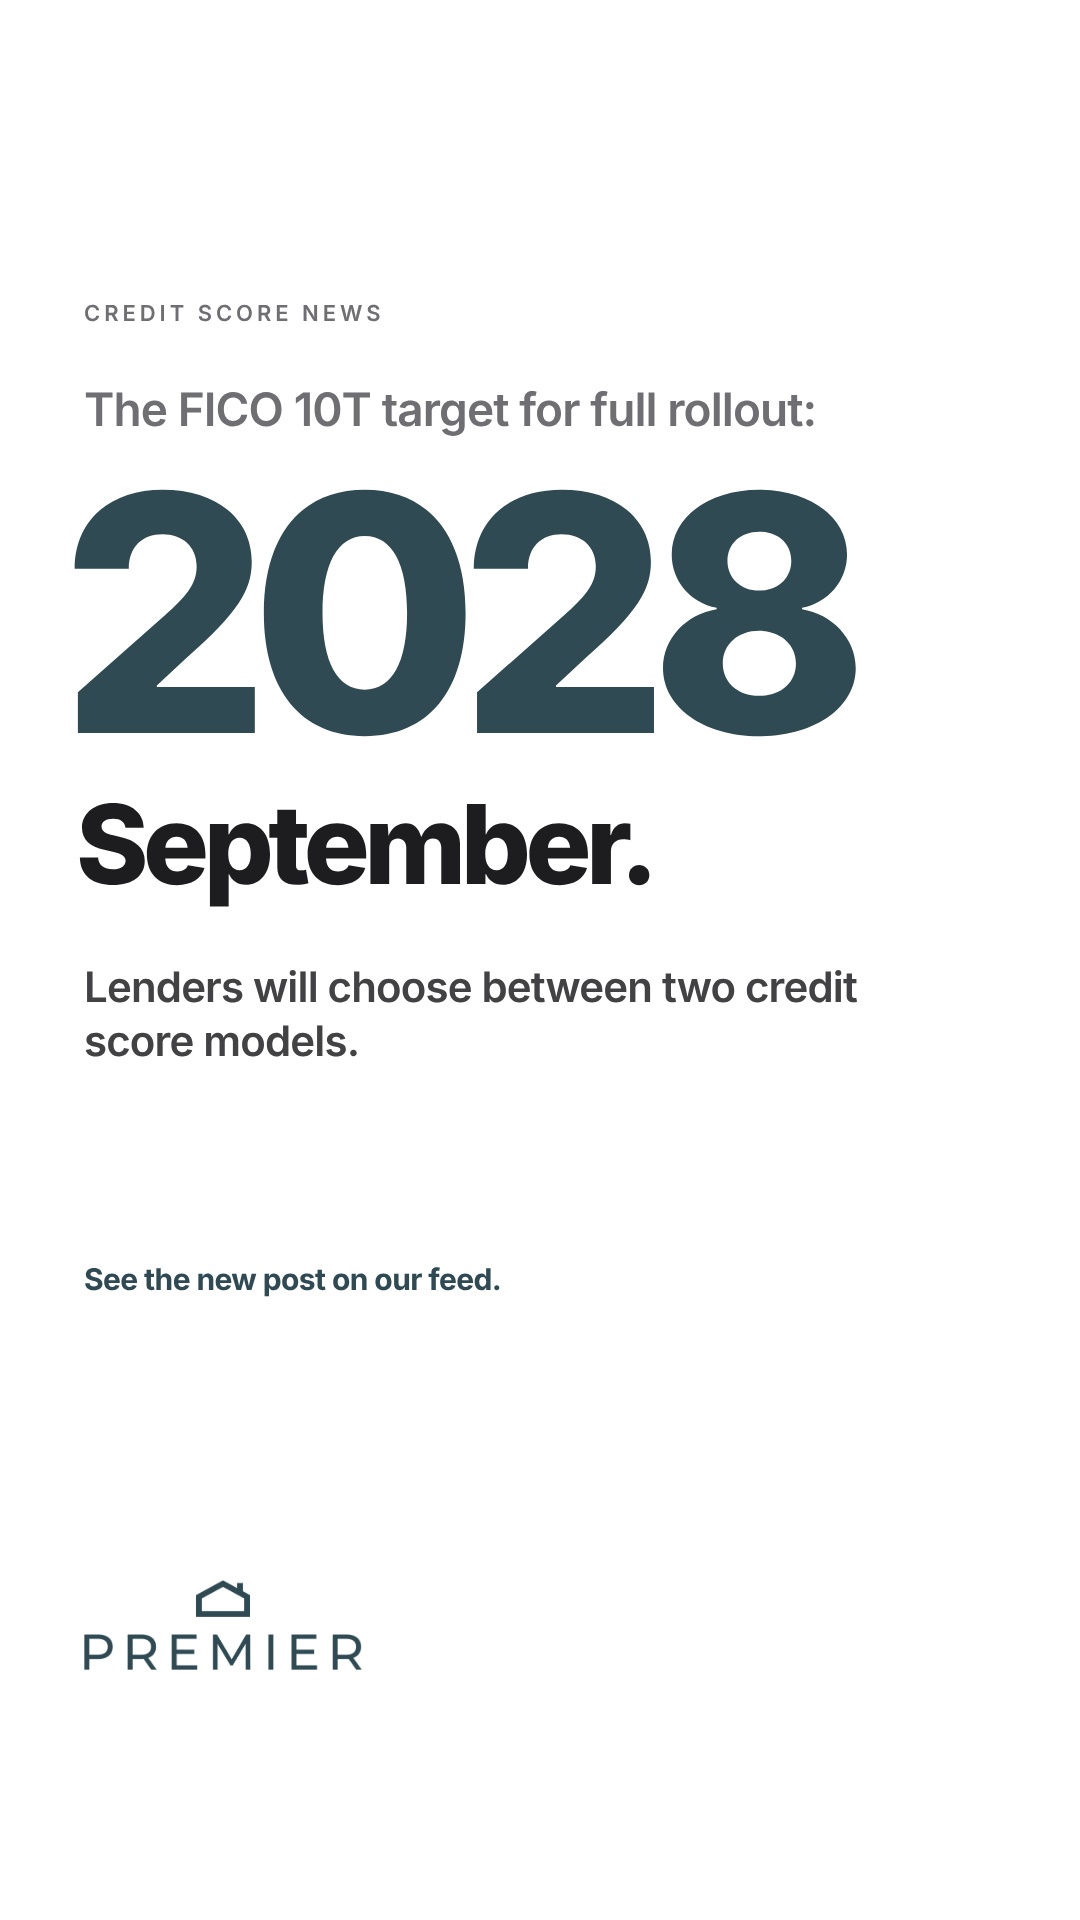 CREDIT SCORE NEWS
The FICO 10T target for full rollout:
2028
September.
Lenders will choose between two credit
score models.
See the new post on our feed.
PREMIER